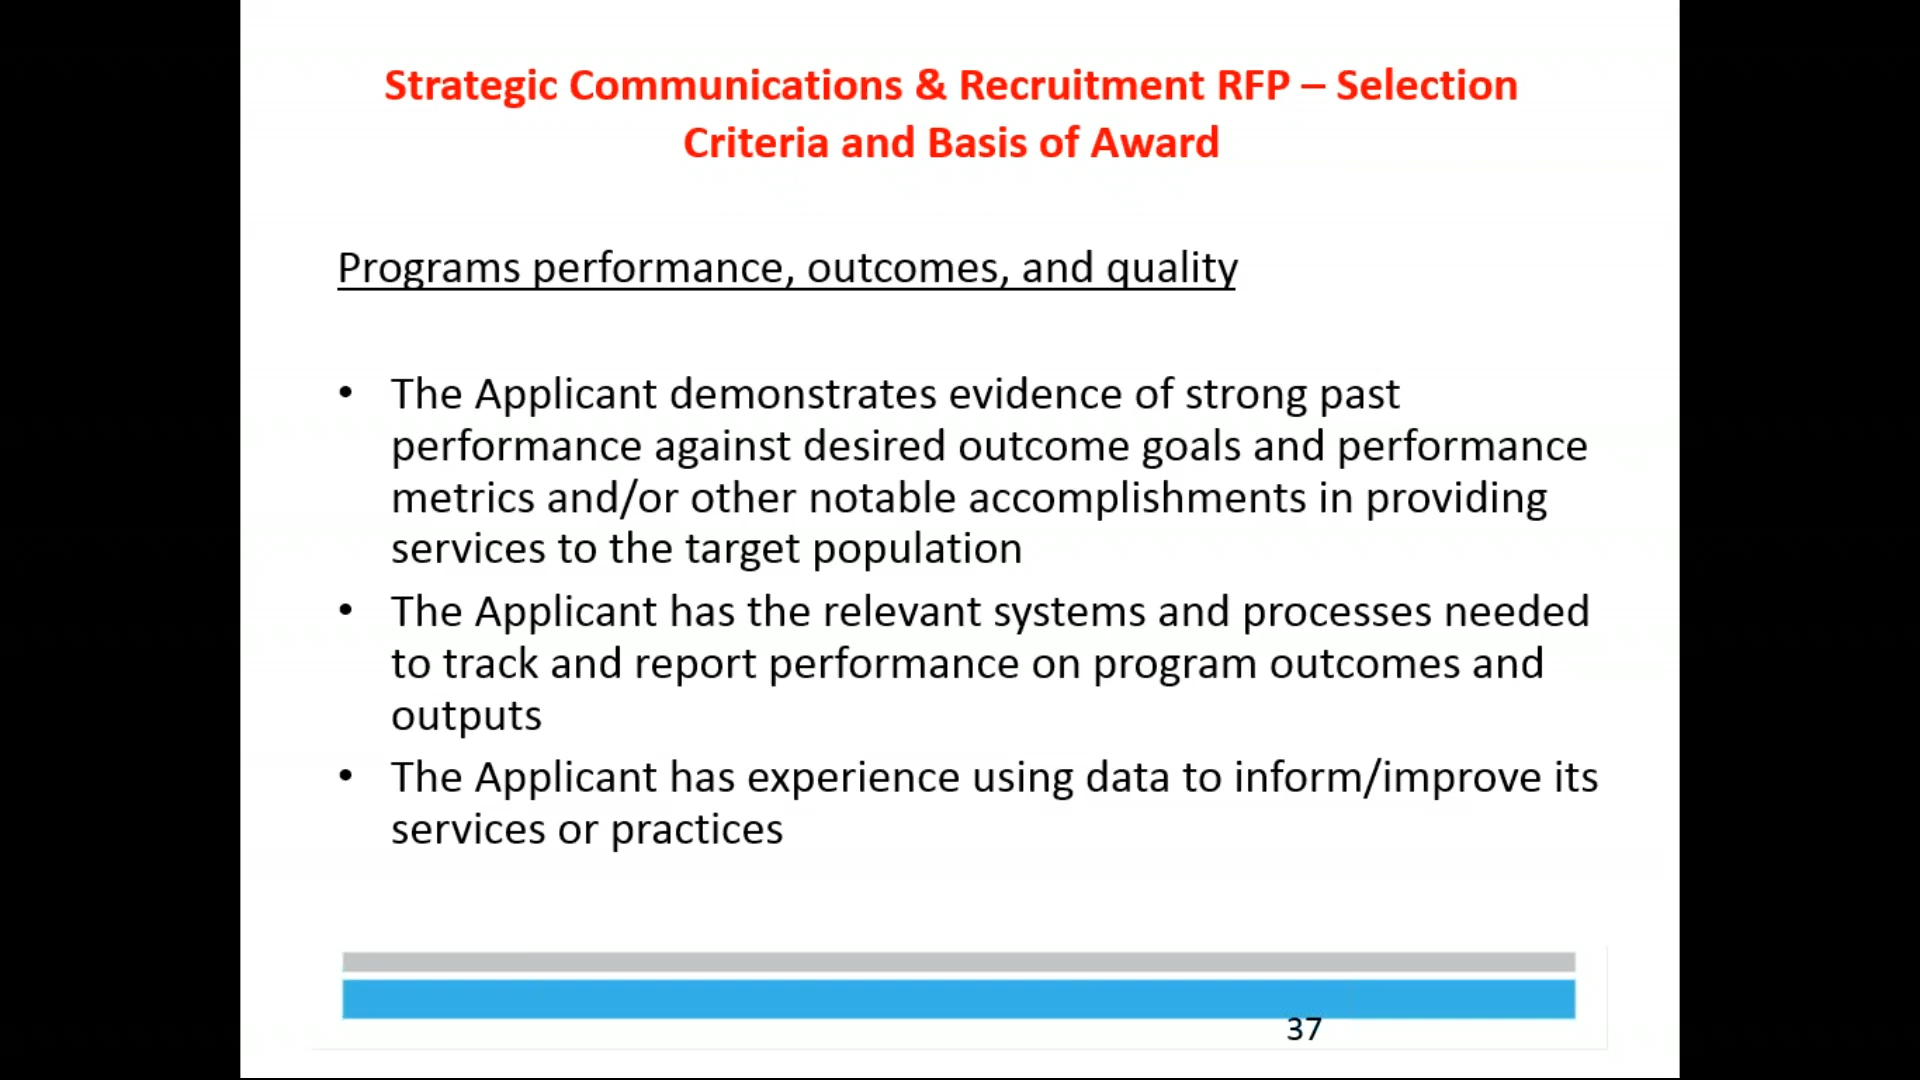 Strategic Communications & Recruitment RFP – Selection
Criteria and Basis of Award
Programs performance, outcomes, and quality
• The Applicant demonstrates evidence of strong past
performance against desired outcome goals and performance
metrics and/or other notable accomplishments in providing
services to the target population
• The Applicant has the relevant systems and processes needed
to track and report performance on program outcomes and
outputs
• The Applicant has experience using data to inform/improve its
services or practices
37